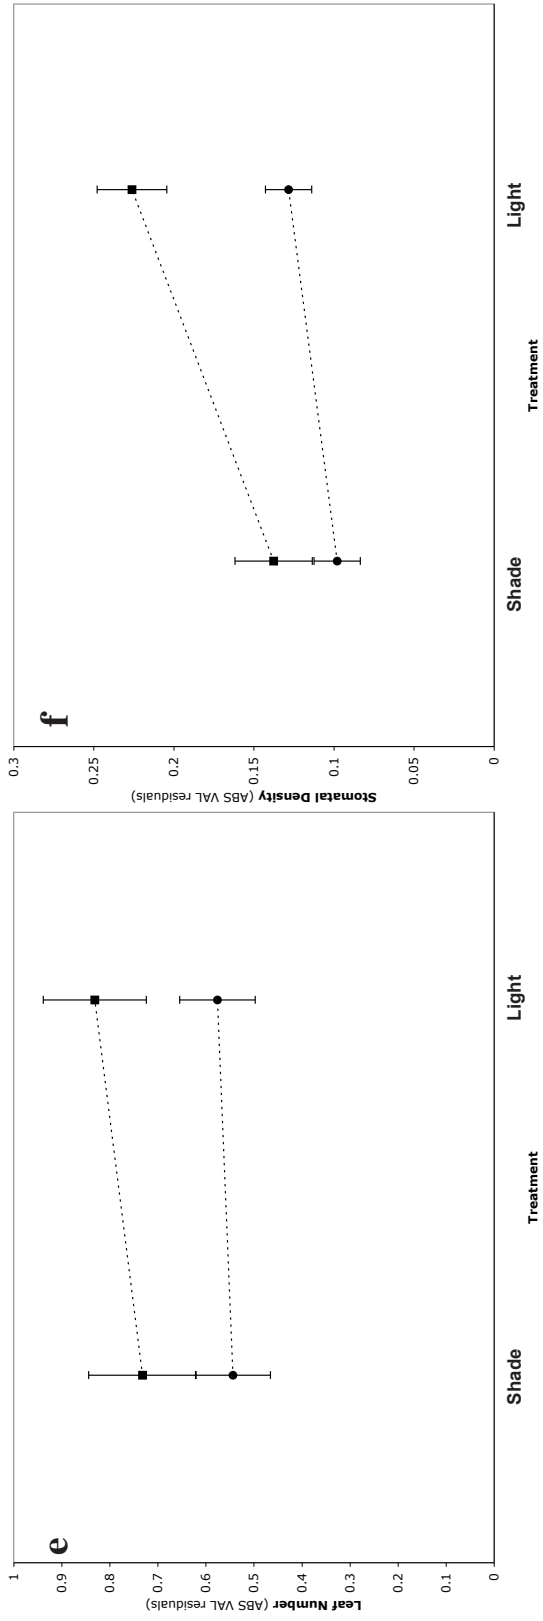 e
Leaf Number (ABS VAL residuals)
1
0.9
0.8
0.7
0.6
0.5
0.4
0.3
0.2
0.1
0
Shade
Light
Treatment
f
Stomatal Density (ABS VAL residuals)
0.3
0.25
0.2
0.15
0.1
0.05
0
Shade
Light
Treatment